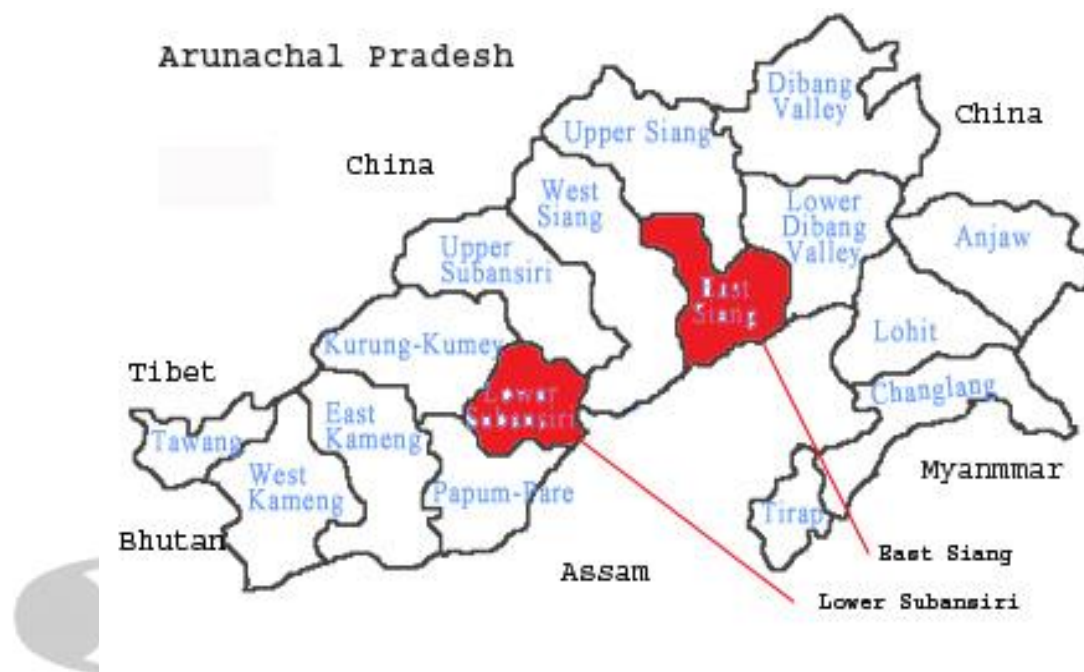 Arunachal Pradesh
Dibang
Valley
China
Upper Siang
China
West
Siang
Lower
Dibang
Valley
Anjaw
Upper
Subansiri
East
Siang
Lohit
Kurung-Kumey
Tibet
Changlang
Lower
Subansiri
Tawang
East
Kameng
West
Kameng
Papum-Pare
Myanmmar
Tirap
Bhutan
East Siang
Assam
Lower Subansiri